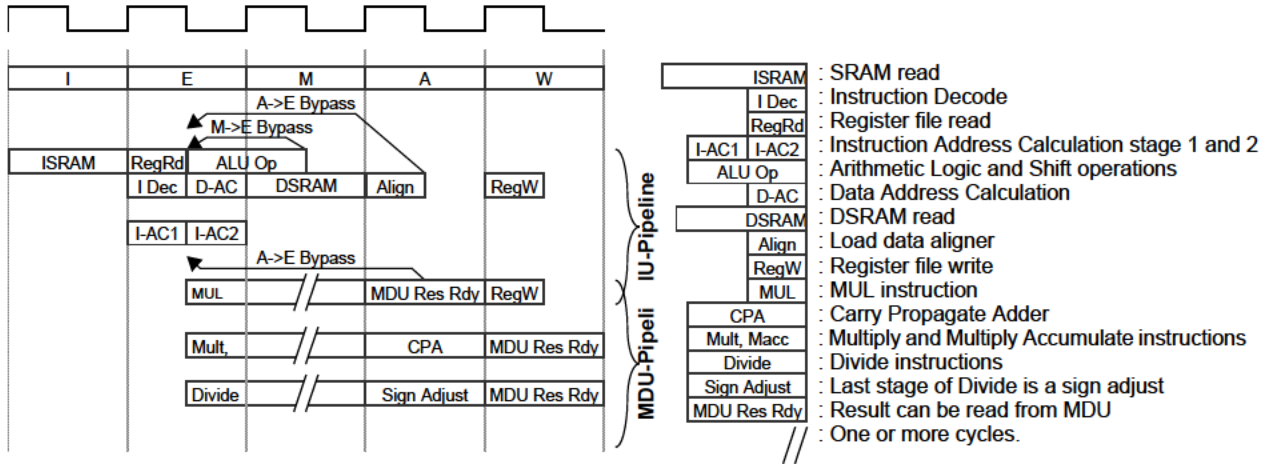 I E M A W
A->E Bypass
M->E Bypass
ISRAM RegRd ALU Op
I Dec D-AC DSRAM Align RegW
I-AC1 I-AC2
A->E Bypass
MUL MDU Res Rdy RegW
Mult, CPA MDU Res Rdy
Divide Sign Adjust MDU Res Rdy
IU-Pipeline
MDU-Pipeli
ISRAM : SRAM read
I Dec : Instruction Decode
RegRd : Register file read
I-AC1 I-AC2 : Instruction Address Calculation stage 1 and 2
ALU Op : Arithmetic Logic and Shift operations
D-AC : Data Address Calculation
DSRAM : DSRAM read
Align : Load data aligner
RegW : Register file write
MUL : MUL instruction
CPA : Carry Propagate Adder
Mult, Macc : Multiply and Multiply Accumulate instructions
Divide : Divide instructions
Sign Adjust : Last stage of Divide is a sign adjust
MDU Res Rdy : Result can be read from MDU
// : One or more cycles.